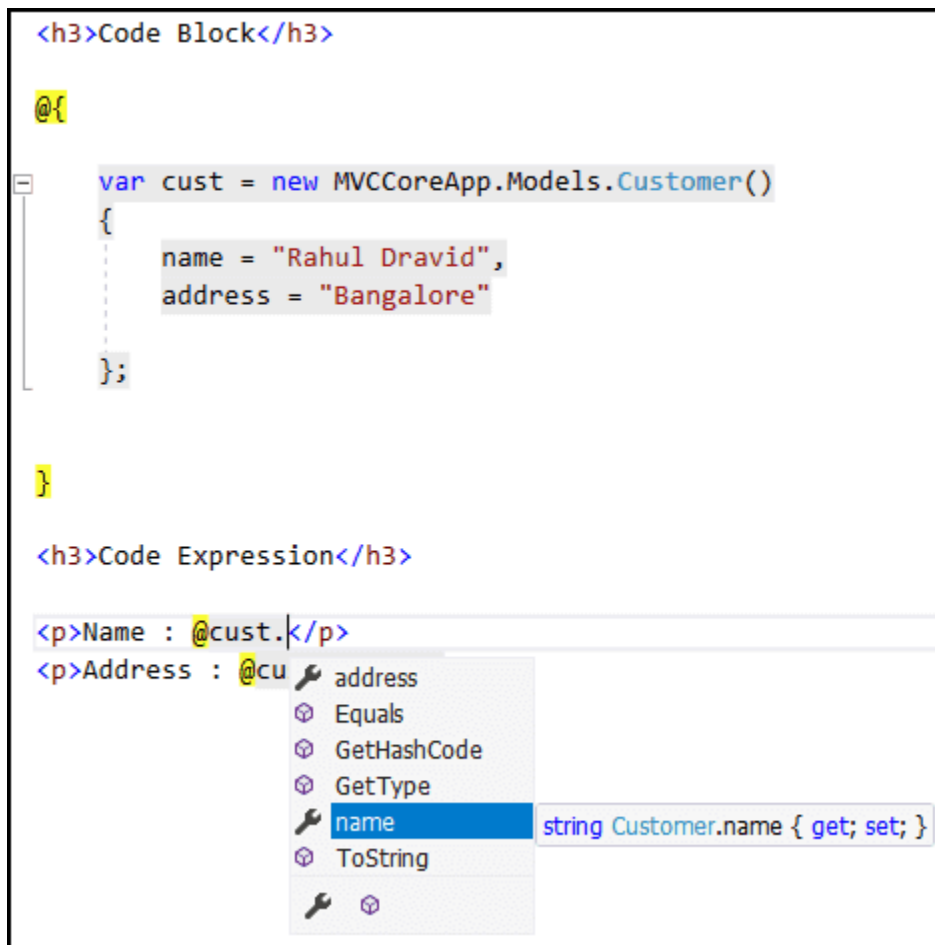 <h3>Code Block</h3>
@{
var cust = new MVCCoreApp.Models.Customer()
{
name = "Rahul Dravid",
address = "Bangalore"
};
}
<h3>Code Expression</h3>
<p>Name : @cust.</p>
<p>Address : @cu
address
Equals
GetHashCode
GetType
name
string Customer.name { get; set; }
ToString